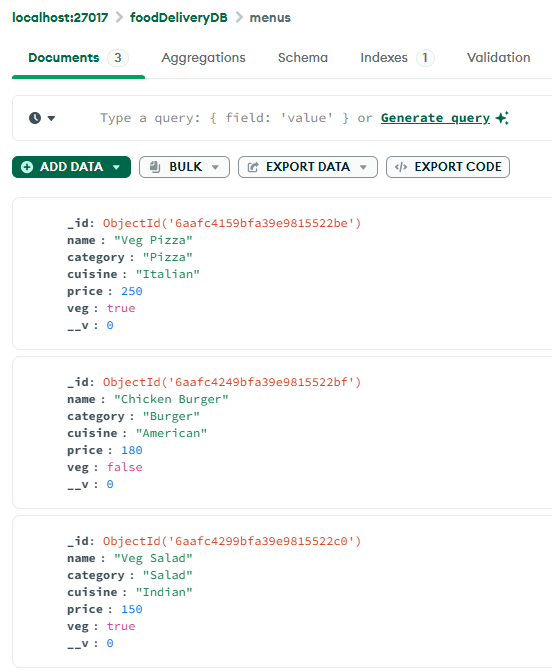 localhost:27017 > foodDeliveryDB > menus
Documents 3 Aggregations Schema Indexes 1 Validation
Type a query: { field: 'value' } or Generate query
ADD DATA BULK EXPORT DATA EXPORT CODE
_id: ObjectId('6aafc4159bfa39e9815522be')
name : "Veg Pizza"
category : "Pizza"
cuisine : "Italian"
price : 250
veg : true
__v : 0
_id: ObjectId('6aafc4249bfa39e9815522bf')
name : "Chicken Burger"
category : "Burger"
cuisine : "American"
price : 180
veg : false
__v : 0
_id: ObjectId('6aafc4299bfa39e9815522c0')
name : "Veg Salad"
category : "Salad"
cuisine : "Indian"
price : 150
veg : true
__v : 0